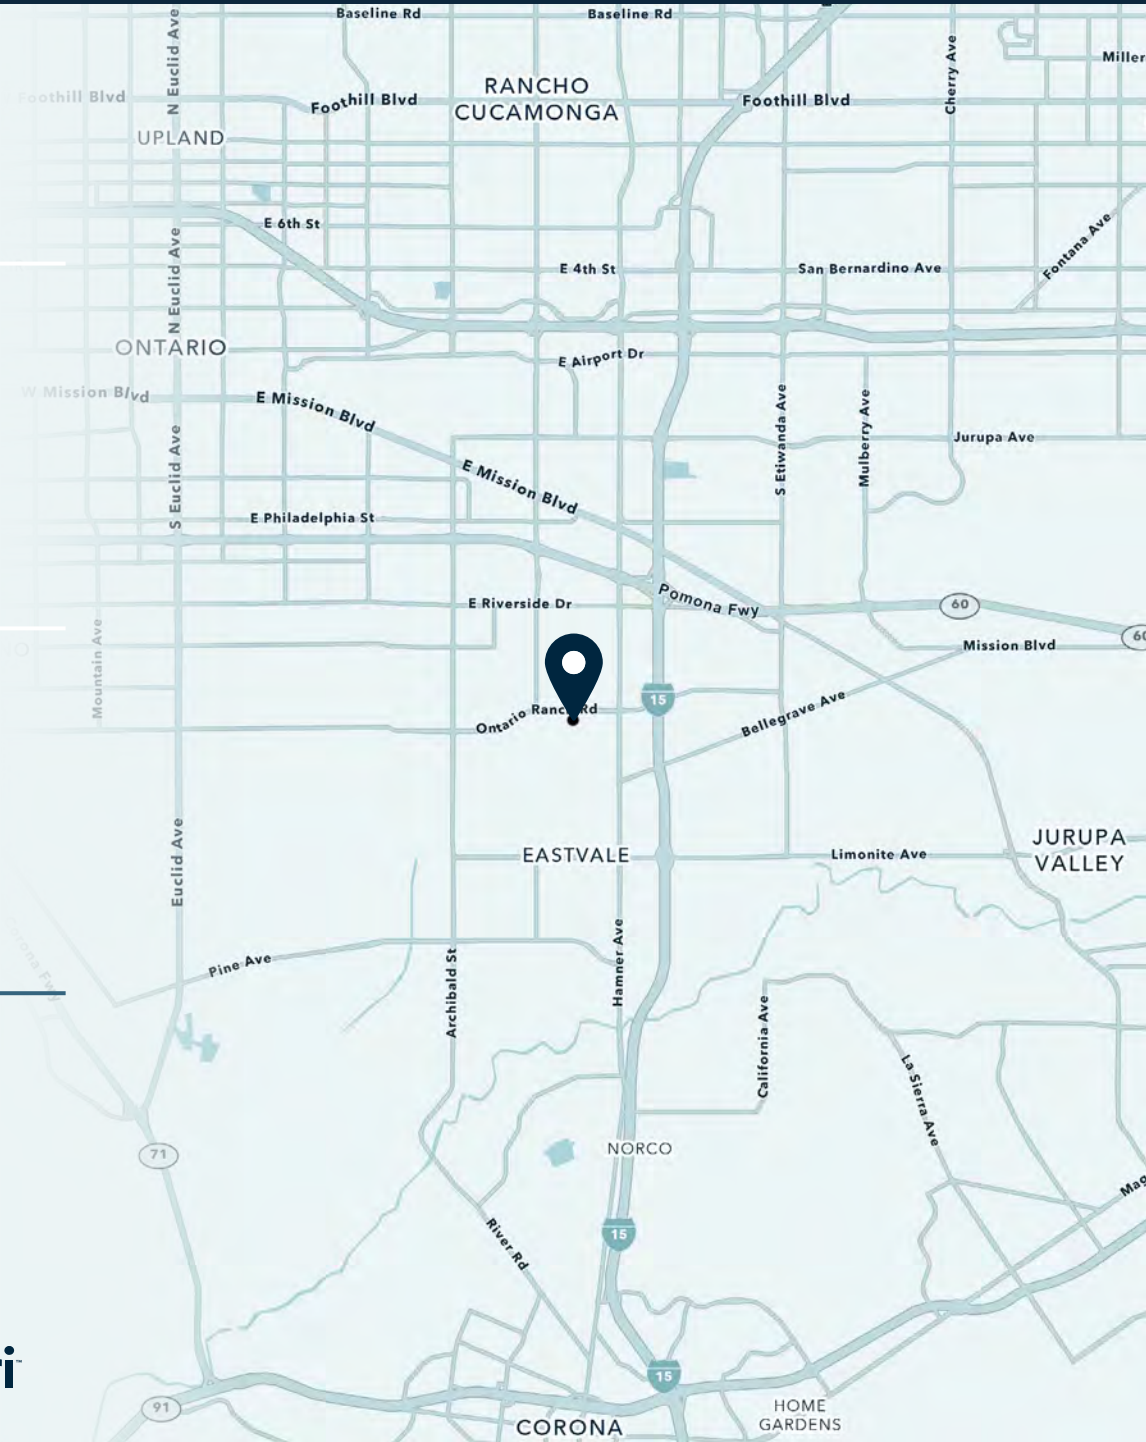 Baseline Rd
Baseline Rd
N Euclid Ave
Cherry Ave
Miller
Foothill Blvd
Foothill Blvd
RANCHO
CUCAMONGA
Foothill Blvd
UPLAND
E 6th St
N Euclid Ave
E 4th St
San Bernardino Ave
Fontana Ave
ONTARIO
E Airport Dr
W Mission Blvd
E Mission Blvd
S Etiwanda Ave
Mulberry Ave
Jurupa Ave
S Euclid Ave
E Mission Blvd
E Philadelphia St
E Riverside Dr
Pomona Fwy
60
60
Mission Blvd
Mountain Ave
15
Ontario Ranch Rd
Bellegrave Ave
Euclid Ave
EASTVALE
Limonite Ave
JURUPA
VALLEY
Pine Ave
Archibald St
Hamner Ave
California Ave
La Sierra Ave
71
NORCO
Mag
River Rd
15
15
91
CORONA
HOME
GARDENS